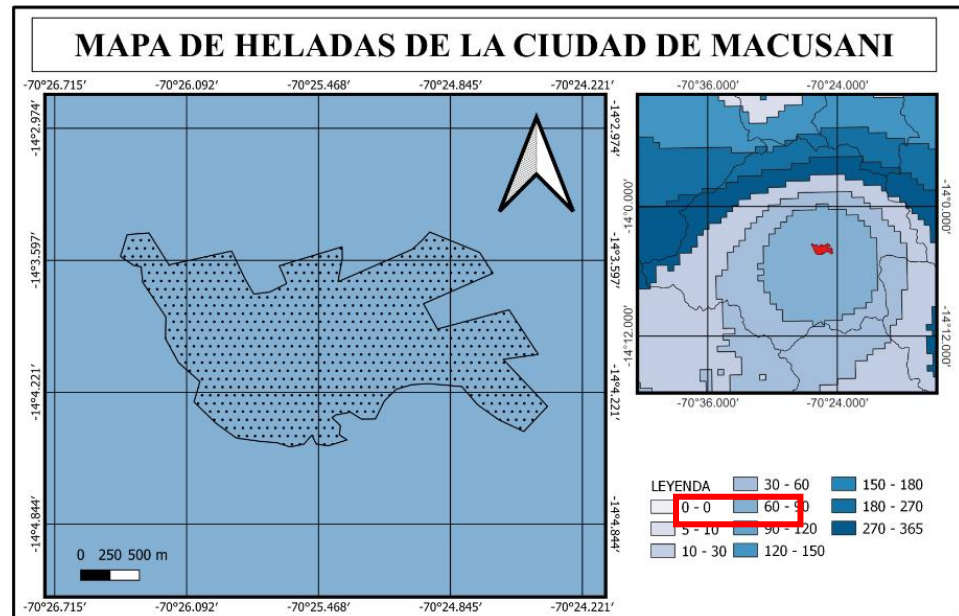 MAPA DE HELADAS DE LA CIUDAD DE MACUSANI
-70°26.715′ -70°26.092′ -70°25.468′ -70°24.845′ -70°24.221′
-14°2.974′ -14°2.974′
-14°3.597′ -14°3.597′
-14°4.221′ -14°4.221′
-14°4.844′ -14°4.844′
0 250 500 m
-70°26.715′ -70°26.092′ -70°25.468′ -70°24.845′ -70°24.221′
-70°36.000′ -70°24.000′
-14°0.000′ -14°0.000′
-14°12.000′ -14°12.000′
-70°36.000′ -70°24.000′
LEYENDA
0 - 0
5 - 10
10 - 30
30 - 60
60 - 90
90 - 120
120 - 150
150 - 180
180 - 270
270 - 365